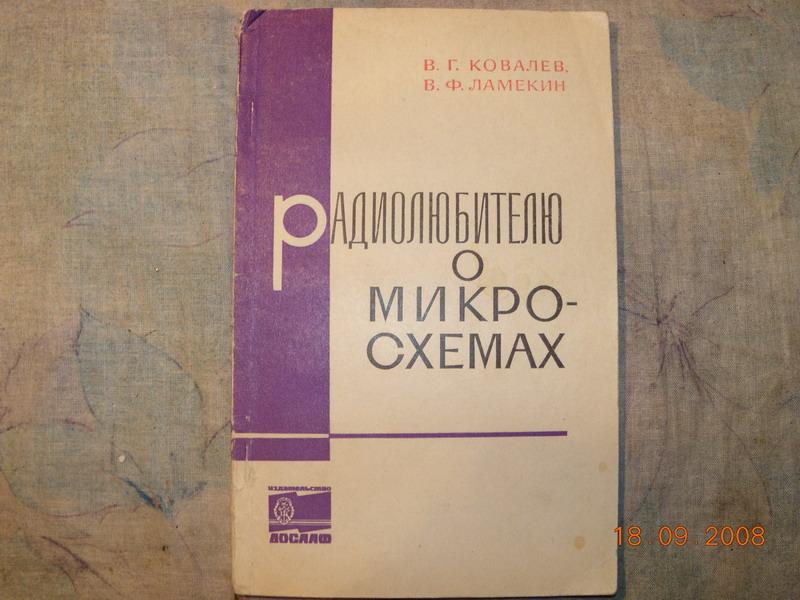 В. Г. КОВАЛЕВ,
В. Ф. ЛАМЕКИН
РАДИОЛЮБИТЕЛЮ
О
МИКРО-
СХЕМАХ
ИЗДАТЕЛЬСТВО
ДОСААФ
18 09 2008